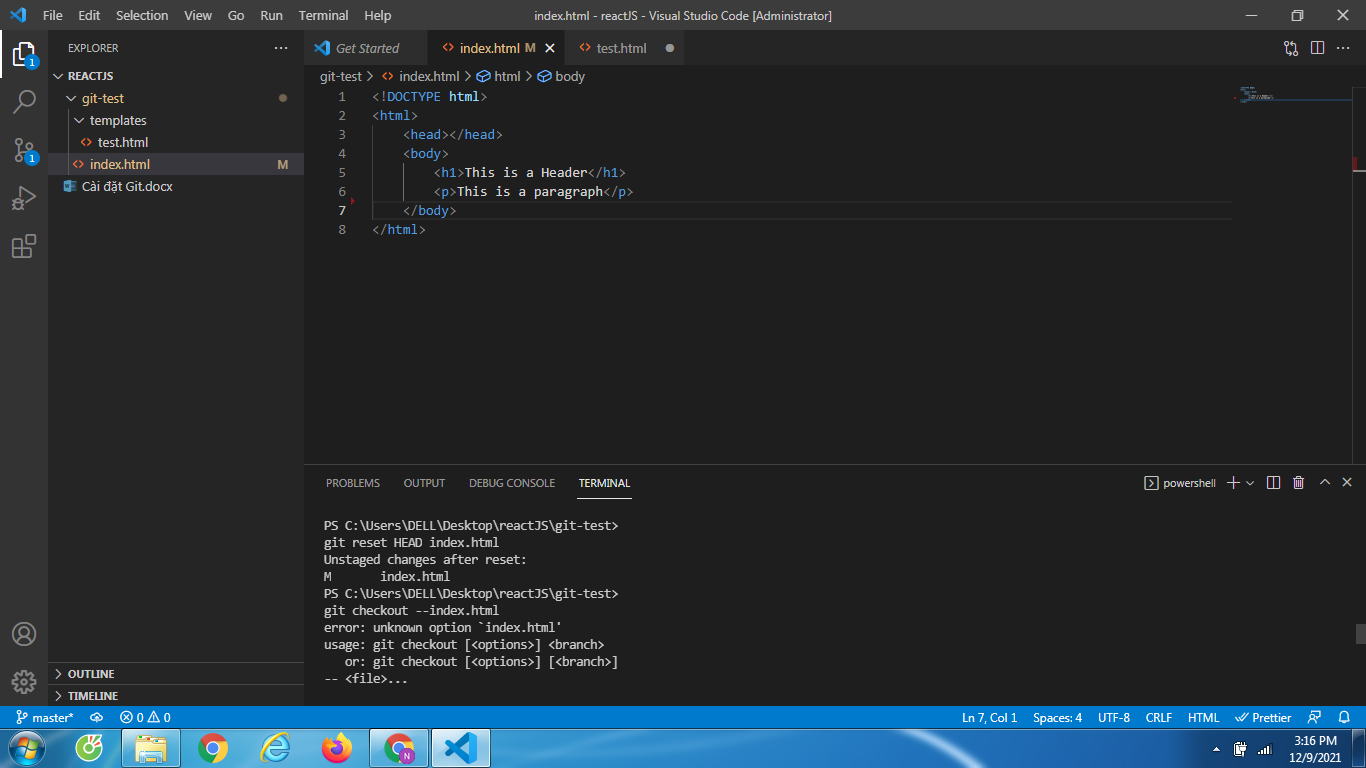 File Edit Selection View Go Run Terminal Help
index.html - reactJS - Visual Studio Code [Administrator]
EXPLORER
REACTJS
git-test
templates
test.html
index.html M
Cài đặt Git.docx
OUTLINE
TIMELINE
1
1
Get Started
index.html M
test.html
git-test > index.html > html > body
1 <!DOCTYPE html>
2 <html>
3 <head></head>
4 <body>
5 <h1>This is a Header</h1>
6 <p>This is a paragraph</p>
7 </body>
8 </html>
PROBLEMS OUTPUT DEBUG CONSOLE TERMINAL
powershell
PS C:\Users\DELL\Desktop\reactJS\git-test>
git reset HEAD index.html
Unstaged changes after reset:
M index.html
PS C:\Users\DELL\Desktop\reactJS\git-test>
git checkout --index.html
error: unknown option `index.html'
usage: git checkout [<options>] <branch>
or: git checkout [<options>] [<branch>]
-- <file>...
master* 0 0
Ln 7, Col 1 Spaces: 4 UTF-8 CRLF HTML Prettier
N
3:16 PM
12/9/2021